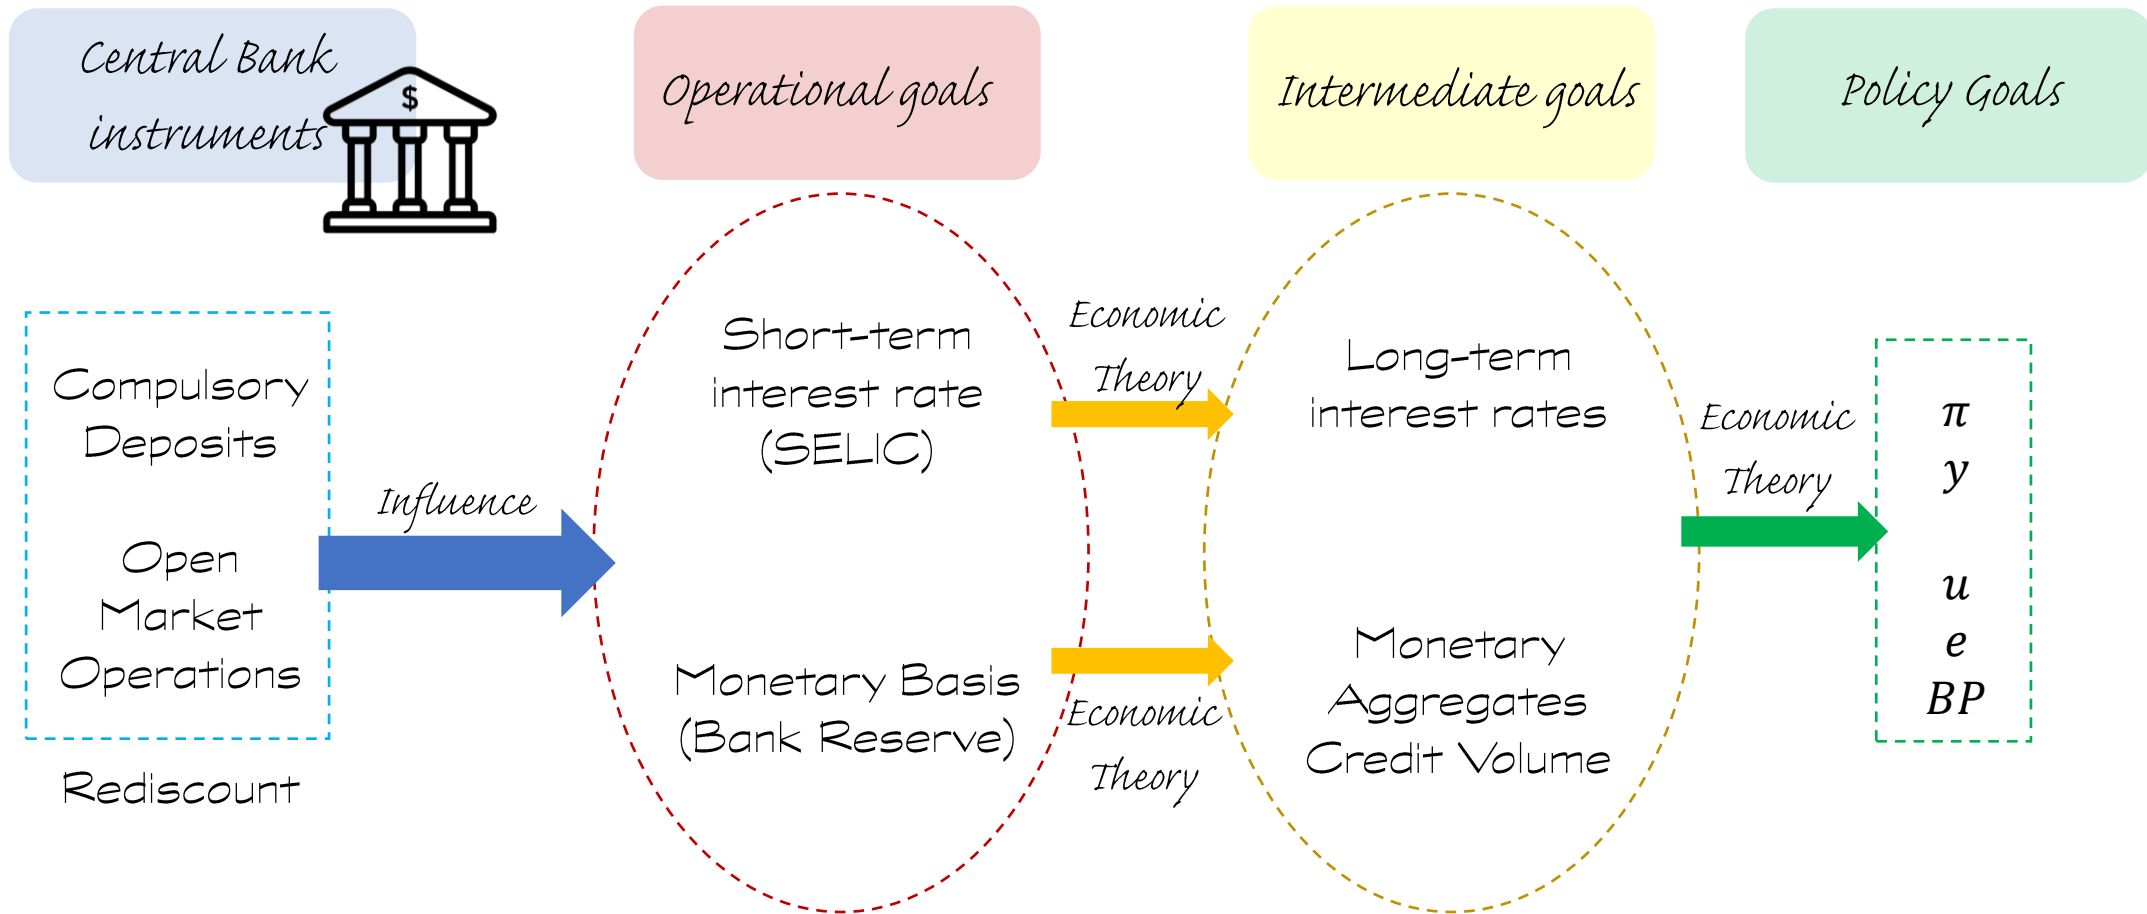 Central Bank
instruments
$
Operational goals
Intermediate goals
Policy Goals
Compulsory
Deposits
Open
Market
Operations
Rediscount
Influence
Short-term
interest rate
(SELIC)
Monetary Basis
(Bank Reserve)
Economic
Theory
Economic
Theory
Long-term
interest rates
Monetary
Aggregates
Credit Volume
Economic
Theory
π
y
u
e
BP